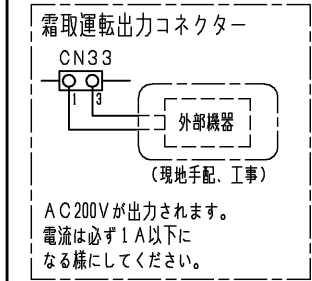 霜取運転出力コネクター
CN33
1 3
外部機器
(現地手配、工事)
AC200Vが出力されます。
電流は必ず1A以下に
なる様にしてください。